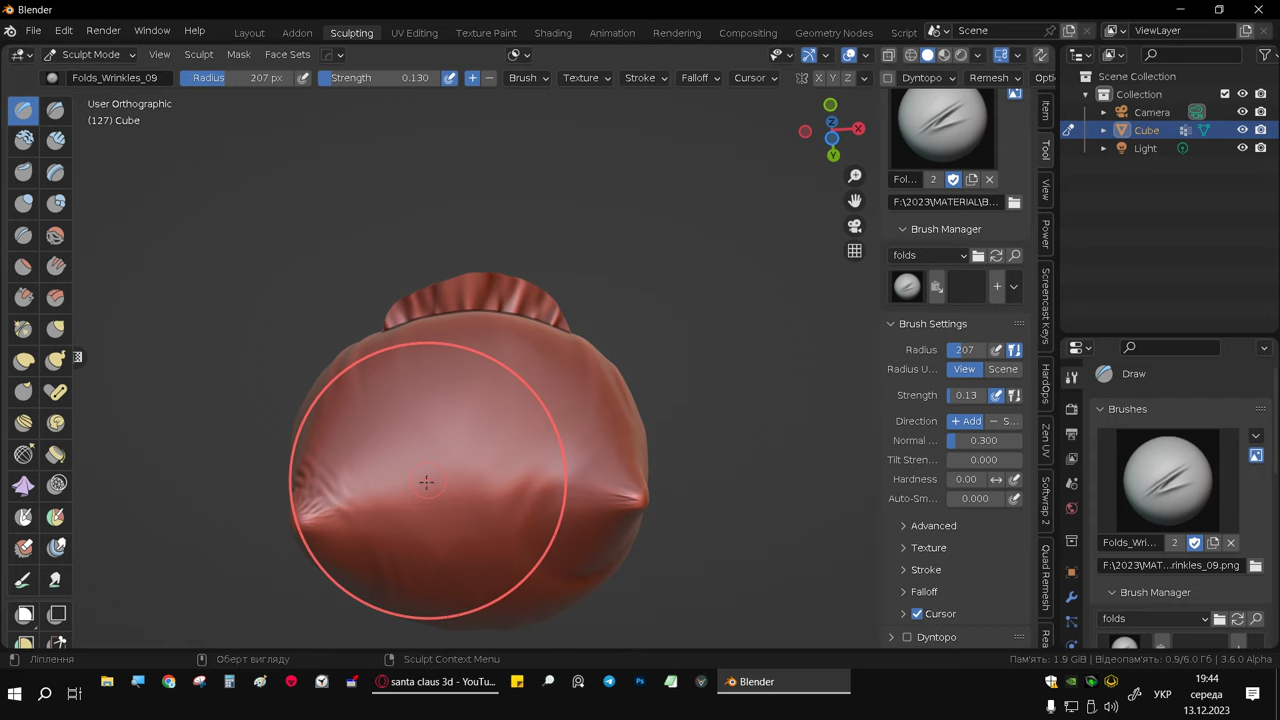 Blender
File Edit Render Window Help Layout Addon Sculpting UV Editing Texture Paint Shading Animation Rendering Compositing Geometry Nodes Scene ViewLayer
Sculpt Mode View Sculpt Mask Face Sets
Folds_Wrinkles_09 Radius 207 px Strength 0.130 + − Brush Texture Stroke Falloff Cursor X Y Z Dyntopo Remesh Opti
User Orthographic
(127) Cube
Z X Y
Fol... 2
F:\2023\MATERIAL\B...
Brush Manager
folds
Brush Settings
Radius 207
Radius U... View Scene
Strength 0.13
Direction + Add − S...
Normal ... 0.300
Tilt Stren... 0.000
Hardness 0.00
Auto-Sm... 0.000
Advanced
Texture
Stroke
Falloff
Cursor
Dyntopo
Item
Tool
View
Power
Screencast Keys
HardOps
Zen UV
Softwrap 2
Quad Remesh
Rea
Scene Collection
Collection
Camera
Cube
Light
Draw
Brushes
Folds_Wri... 2
F:\2023\MAT...rinkles_09.png
Brush Manager
folds
Ліплення Оберт вигляду Sculpt Context Menu Пам'ять: 1.9 GiB | Відеопам'ять: 0.9/6.0 Гб | 3.6.0 Alpha
santa claus 3d - YouTu... Blender
19:44
УКР середа
13.12.2023